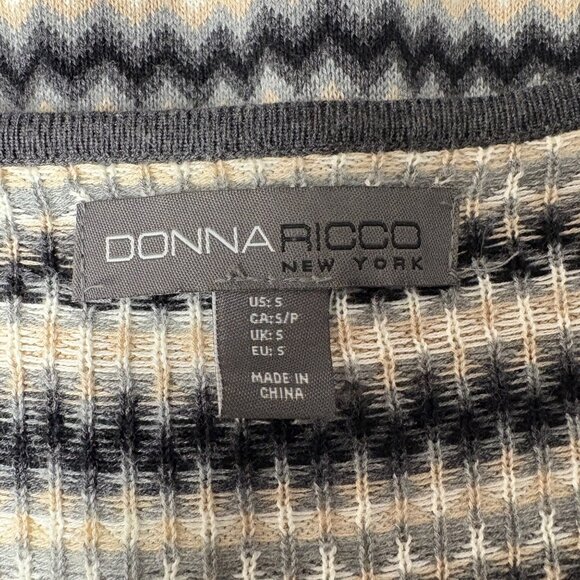 DONNA RICCO
NEW YORK
US: S
CA: S/P
UK: S
EU: S
MADE IN
CHINA